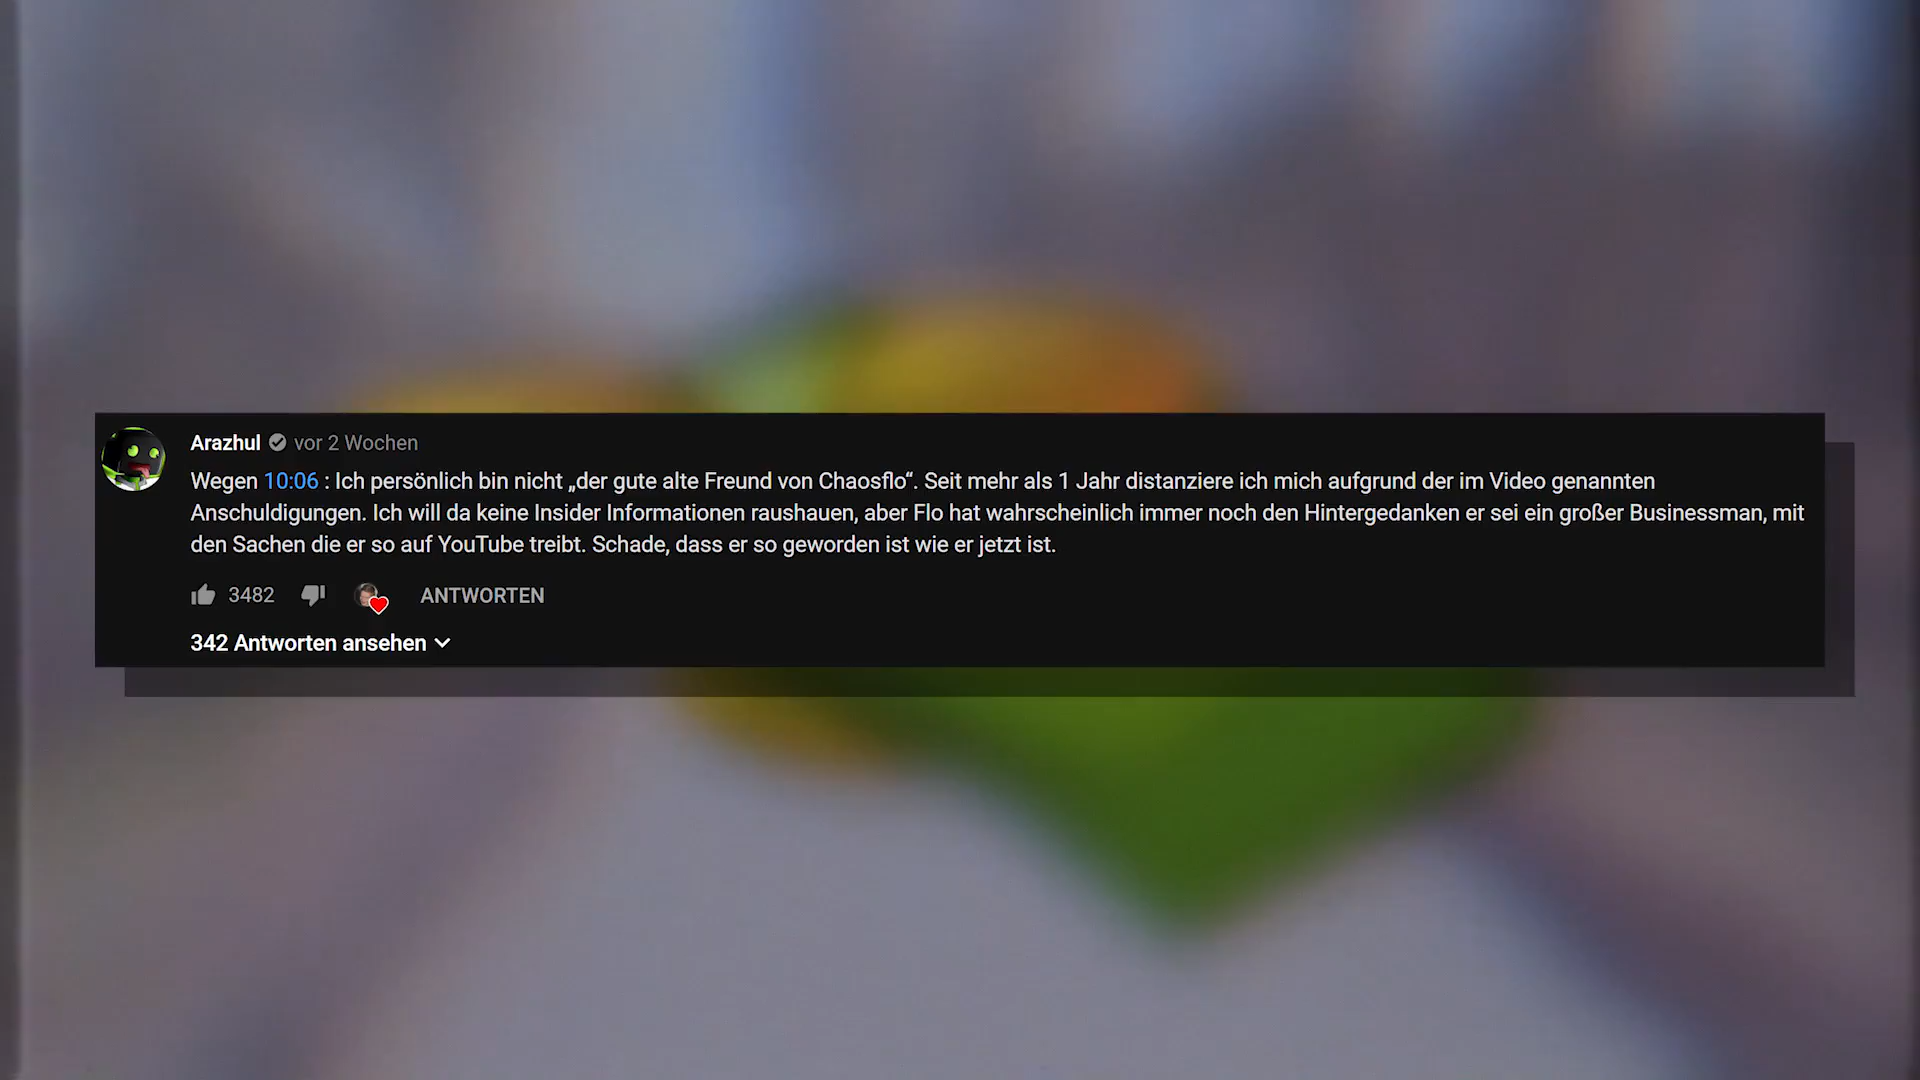 Arazhul vor 2 Wochen
Wegen 10:06 : Ich persönlich bin nicht „der gute alte Freund von Chaosflo“. Seit mehr als 1 Jahr distanziere ich mich aufgrund der im Video genannten
Anschuldigungen. Ich will da keine Insider Informationen raushauen, aber Flo hat wahrscheinlich immer noch den Hintergedanken er sei ein großer Businessman, mit
den Sachen die er so auf YouTube treibt. Schade, dass er so geworden ist wie er jetzt ist.
3482 ANTWORTEN
342 Antworten ansehen